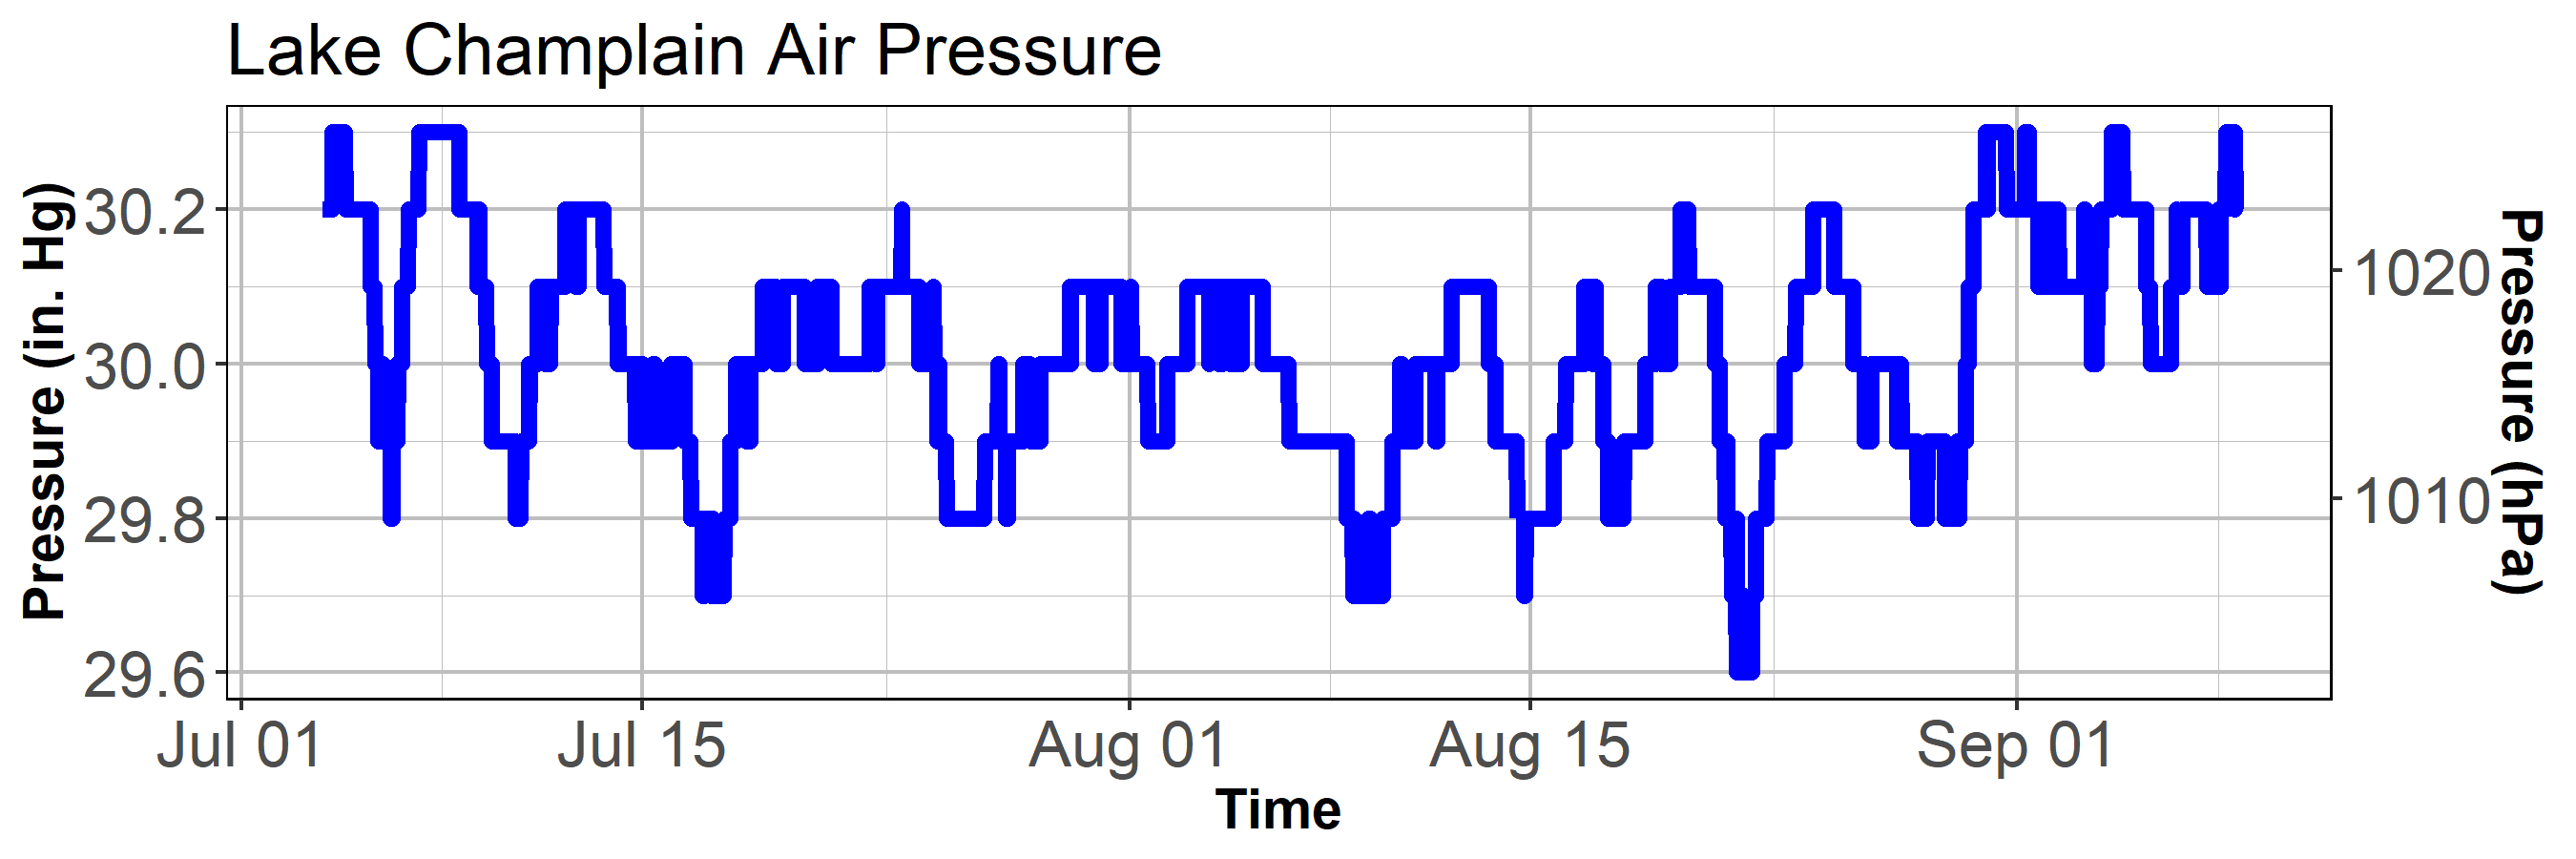 Lake Champlain Air Pressure
Pressure (in. Hg)
30.2
30.0
29.8
29.6
1020
1010
Pressure (hPa)
Jul 01
Jul 15
Aug 01
Aug 15
Sep 01
Time